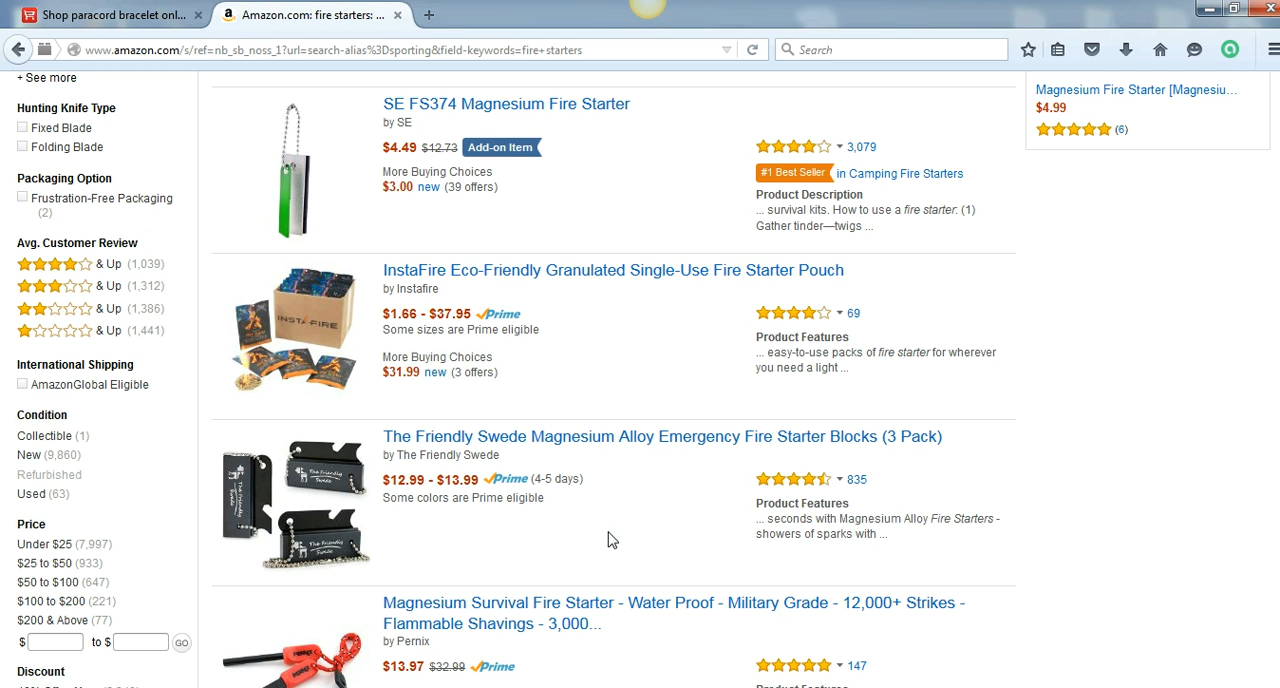 Shop paracord bracelet onl...
Amazon.com: fire starters: ...
www.amazon.com/s/ref=nb_sb_noss_1?url=search-alias%3Dsporting&field-keywords=fire+starters
Search
+ See more
Hunting Knife Type
Fixed Blade
Folding Blade
Packaging Option
Frustration-Free Packaging
(2)
Avg. Customer Review
& Up (1,039)
& Up (1,312)
& Up (1,386)
& Up (1,441)
International Shipping
AmazonGlobal Eligible
Condition
Collectible (1)
New (9,860)
Refurbished
Used (63)
Price
Under $25 (7,997)
$25 to $50 (933)
$50 to $100 (647)
$100 to $200 (221)
$200 & Above (77)
$ to $ GO
Discount
SE FS374 Magnesium Fire Starter
by SE
$4.49 $12.73 Add-on Item
More Buying Choices
$3.00 new (39 offers)
3,079
#1 Best Seller in Camping Fire Starters
Product Description
... survival kits. How to use a fire starter: (1)
Gather tinder—twigs ...
INSTAFIRE
InstaFire Eco-Friendly Granulated Single-Use Fire Starter Pouch
by Instafire
$1.66 - $37.95 Prime
Some sizes are Prime eligible
More Buying Choices
$31.99 new (3 offers)
69
Product Features
... easy-to-use packs of fire starter for wherever
you need a light ...
The Friendly Swede
The Friendly Swede
The Friendly Swede
The Friendly Swede Magnesium Alloy Emergency Fire Starter Blocks (3 Pack)
by The Friendly Swede
$12.99 - $13.99 Prime (4-5 days)
Some colors are Prime eligible
835
Product Features
... seconds with Magnesium Alloy Fire Starters -
showers of sparks with ...
Magnesium Survival Fire Starter - Water Proof - Military Grade - 12,000+ Strikes -
Flammable Shavings - 3,000...
by Pernix
$13.97 $32.99 Prime
147
Magnesium Fire Starter [Magnesiu...
$4.99
(6)